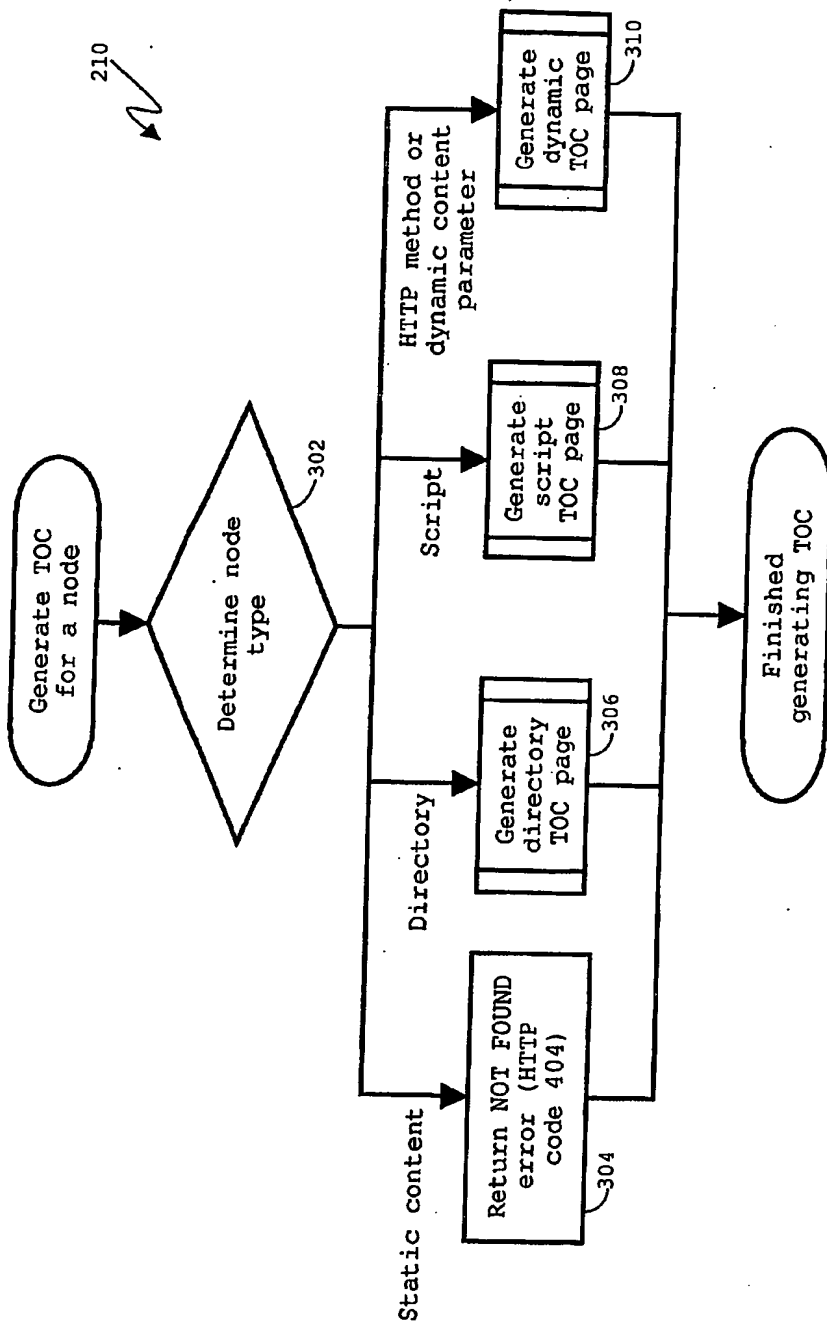 210
Generate TOC
for a node
Determine node
type
302
Static content
Directory
Script
HTTP method or
dynamic content
parameter
Return NOT FOUND
error (HTTP
code 404)
304
Generate
directory
TOC page
306
Generate
script
TOC page
308
Generate
dynamic
TOC page
310
Finished
generating TOC